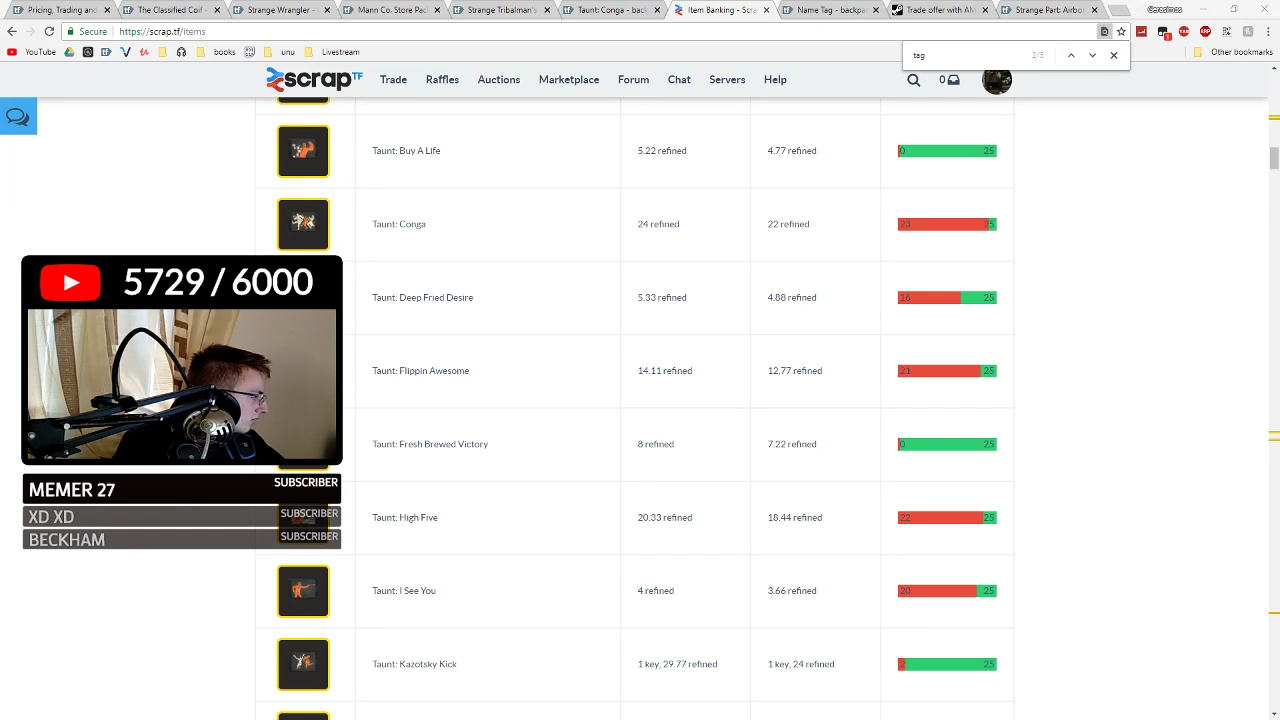 Pricing, Trading and
The Classified Coif -
Strange Wrangler -
Mann Co. Store Pac
Strange Tribalman's
Taunt: Conga - back
Item Banking - Scra
Name Tag - backpac
Trade offer with Alv
Strange Part: Airbo
Secure
https://scrap.tf/items
YouTube
books
unu
Livestream
Other bookmarks
tag
2/5
scrap.TF
Trade
Raffles
Auctions
Marketplace
Forum
Chat
Servers
Help
0
Taunt: Buy A Life 5.22 refined 4.77 refined 0 25
Taunt: Conga 24 refined 22 refined 23 25
Taunt: Deep Fried Desire 5.33 refined 4.88 refined 16 25
Taunt: Flippin Awesome 14.11 refined 12.77 refined 21 25
Taunt: Fresh Brewed Victory 8 refined 7.22 refined 0 25
Taunt: High Five 20.33 refined 18.44 refined 22 25
Taunt: I See You 4 refined 3.66 refined 20 25
Taunt: Kazotsky Kick 1 key, 29.77 refined 1 key, 24 refined 2 25
5729 / 6000
MEMER 27 SUBSCRIBER
XD XD SUBSCRIBER
BECKHAM SUBSCRIBER